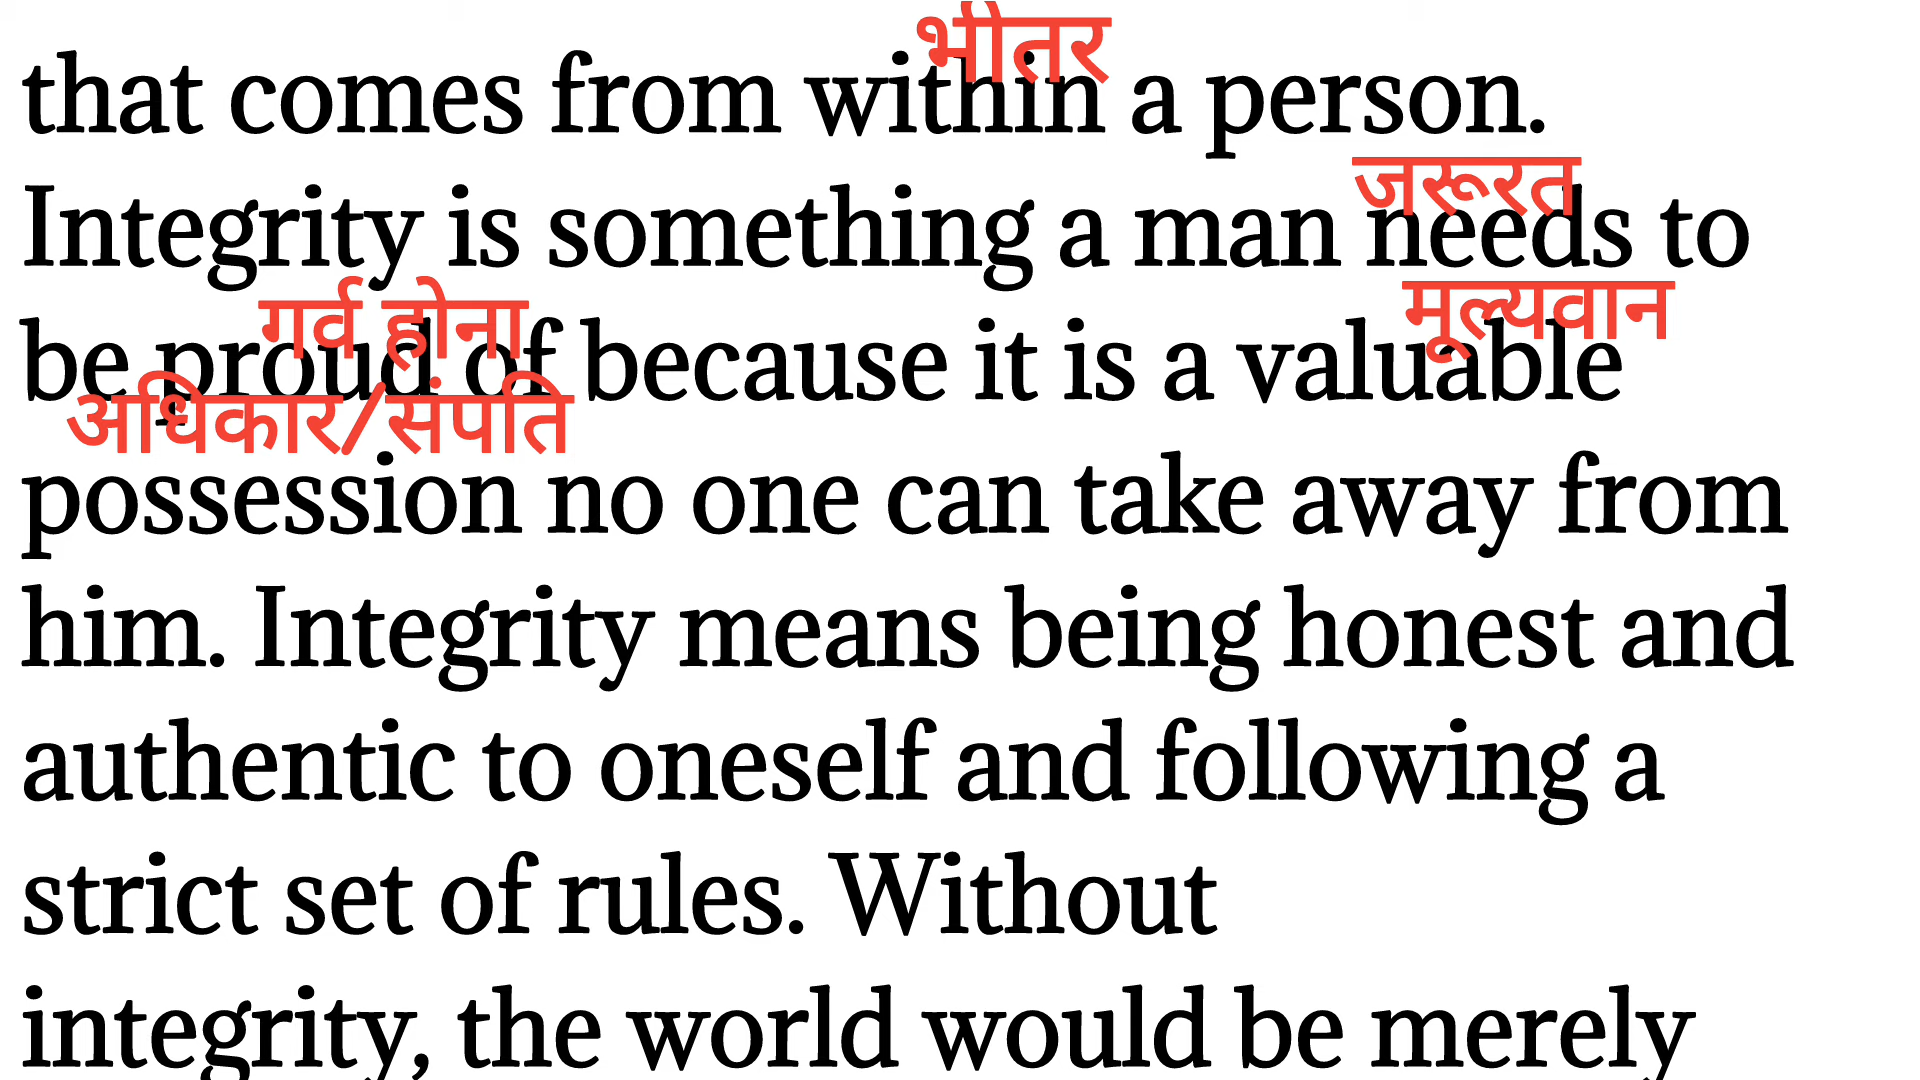 भीतर
that comes from within a person.
जरूरत
Integrity is something a man needs to
गर्व होना मूल्यवान
be proud of because it is a valuable
अधिकार/संपति
possession no one can take away from
him. Integrity means being honest and
authentic to oneself and following a
strict set of rules. Without
integrity, the world would be merely